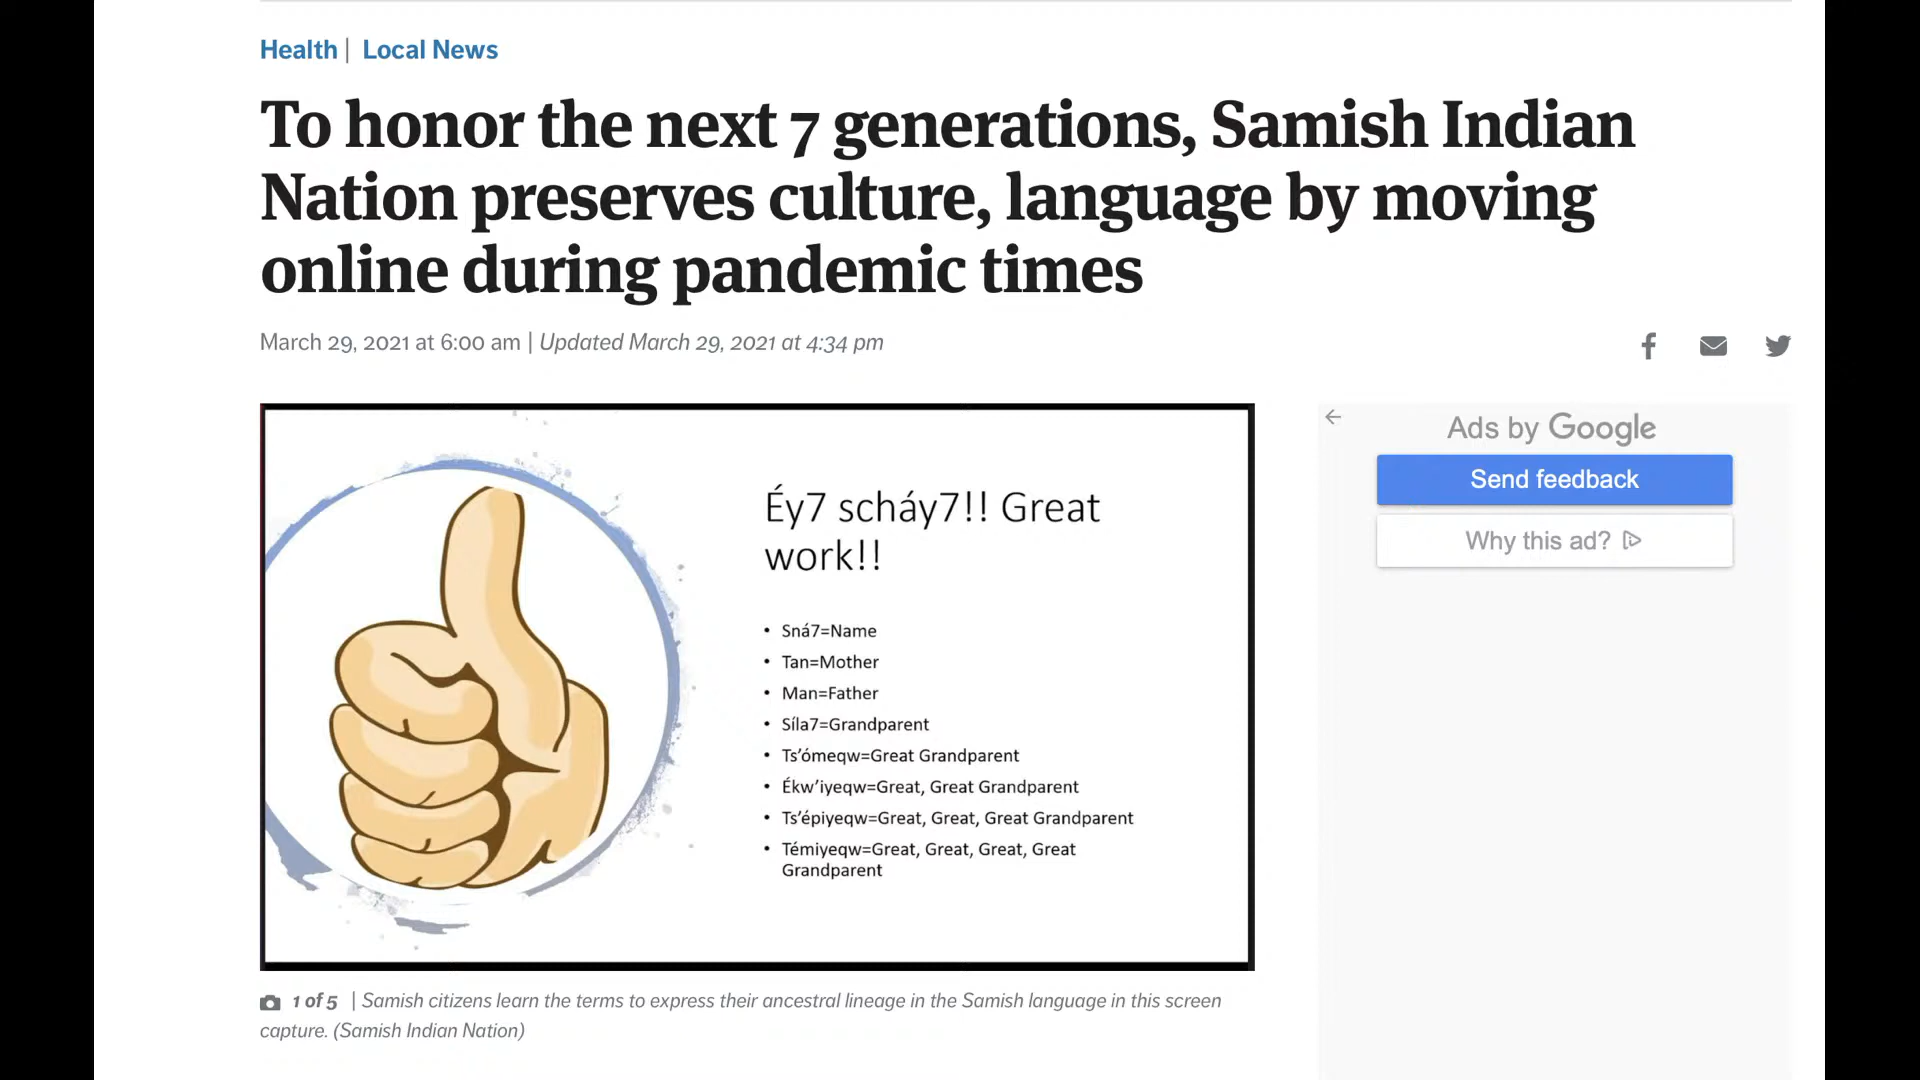 Health | Local News
To honor the next 7 generations, Samish Indian
Nation preserves culture, language by moving
online during pandemic times
March 29, 2021 at 6:00 am | Updated March 29, 2021 at 4:34 pm
Éy7 scháy7!! Great
work!!
• Sná7=Name
• Tan=Mother
• Man=Father
• Síla7=Grandparent
• Ts’ómeqw=Great Grandparent
• Ékw’iyeqw=Great, Great Grandparent
• Ts’épiyeqw=Great, Great, Great Grandparent
• Témiyeqw=Great, Great, Great, Great
Grandparent
1 of 5 | Samish citizens learn the terms to express their ancestral lineage in the Samish language in this screen
capture. (Samish Indian Nation)
Ads by Google
Send feedback
Why this ad?